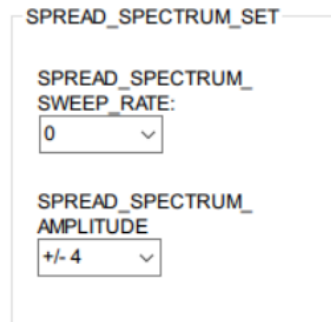 SPREAD_SPECTRUM_SET
SPREAD_SPECTRUM_
SWEEP_RATE:
0
SPREAD_SPECTRUM_
AMPLITUDE
+/- 4